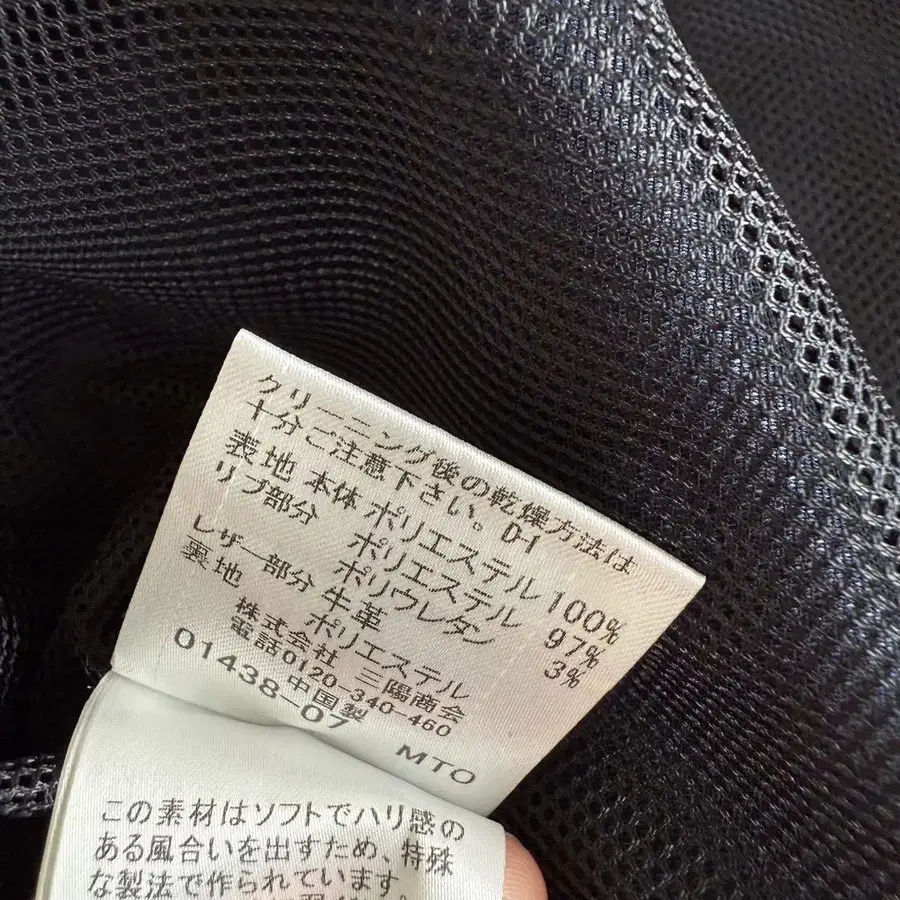 クリーニング後の乾燥方法は
十分ご注意下さい。 D-1
表地 本体 ポリエステル 100%
リブ部分 ポリエステル 97%
ポリウレタン 3%
レザー部分 牛革
裏地 ポリエステル
株式会社 三陽商会
電話0120-340-460
中国製
01438-07 MTO
この素材はソフトでハリ感の
ある風合いを出すため、特殊
な製法で作られています。